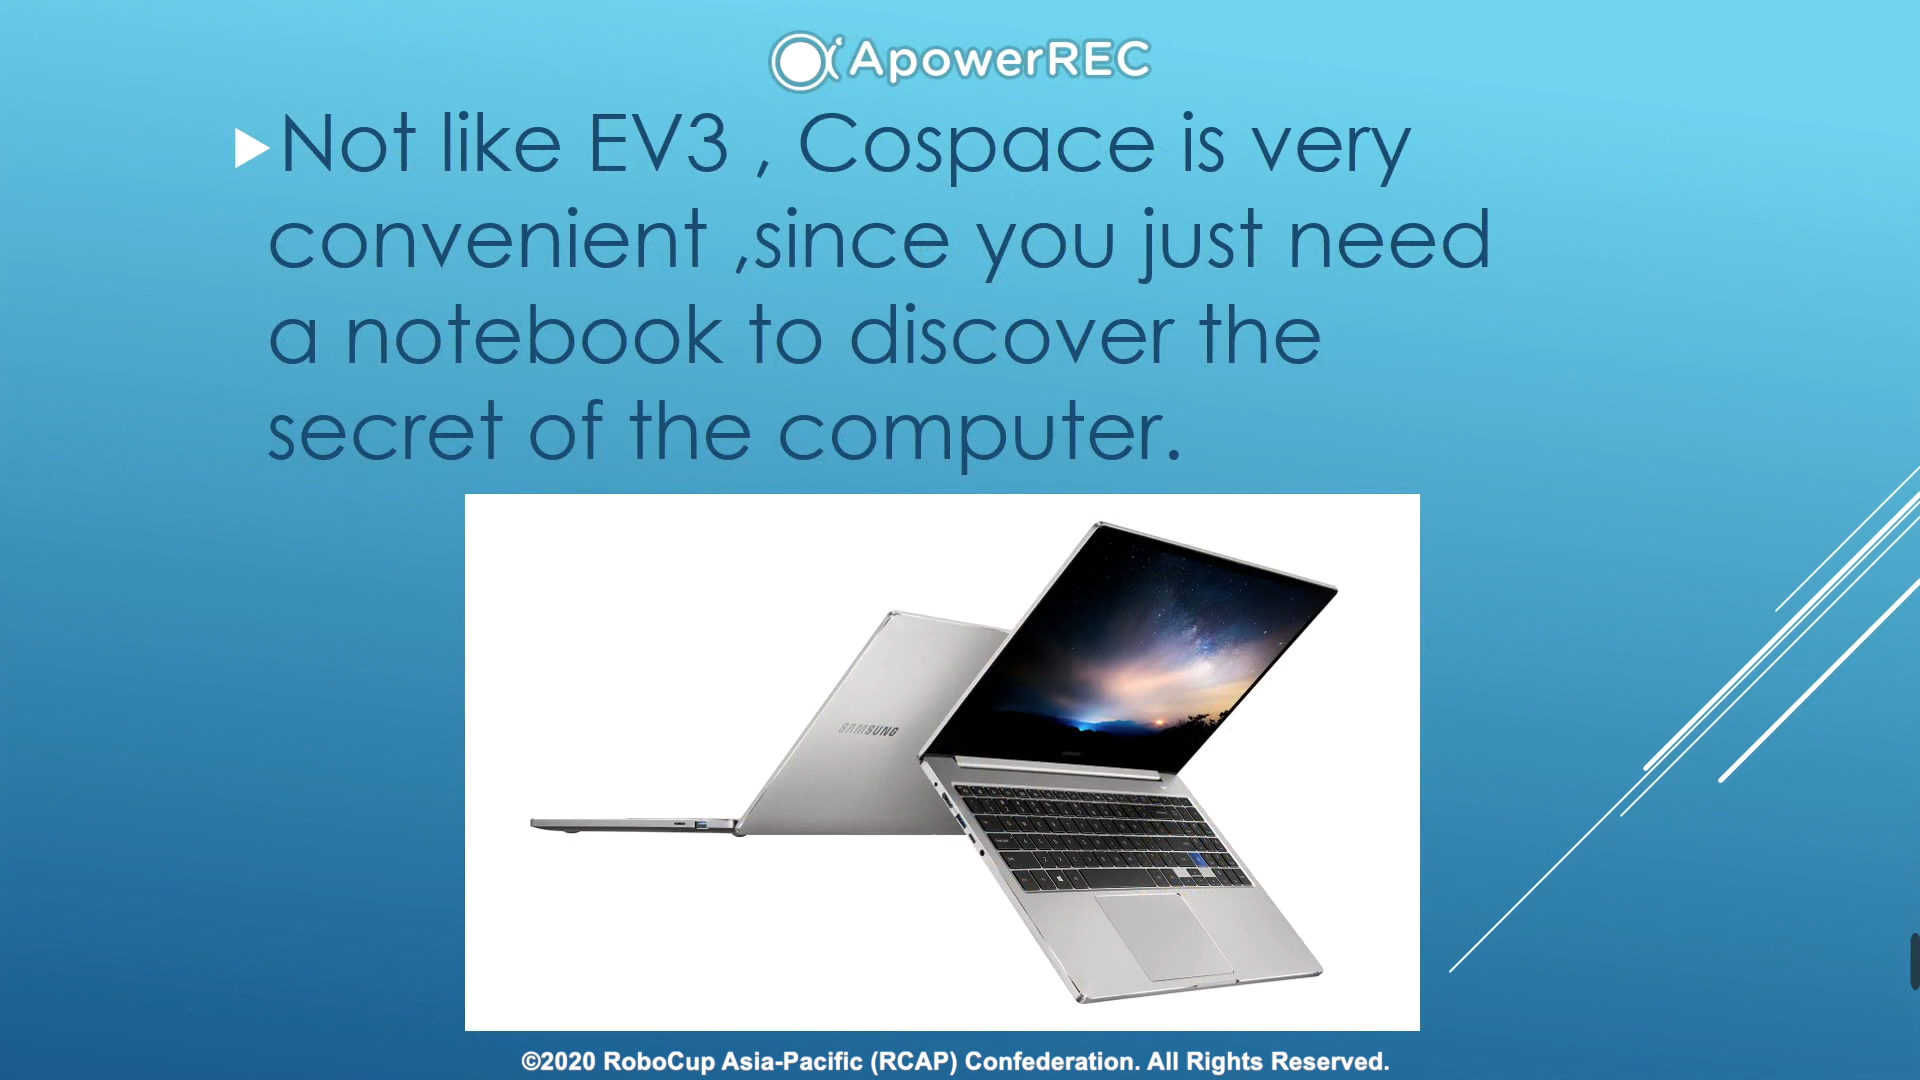 ApowerREC
Not like EV3 , Cospace is very
convenient ,since you just need
a notebook to discover the
secret of the computer.
SAMSUNG
©2020 RoboCup Asia-Pacific (RCAP) Confederation. All Rights Reserved.